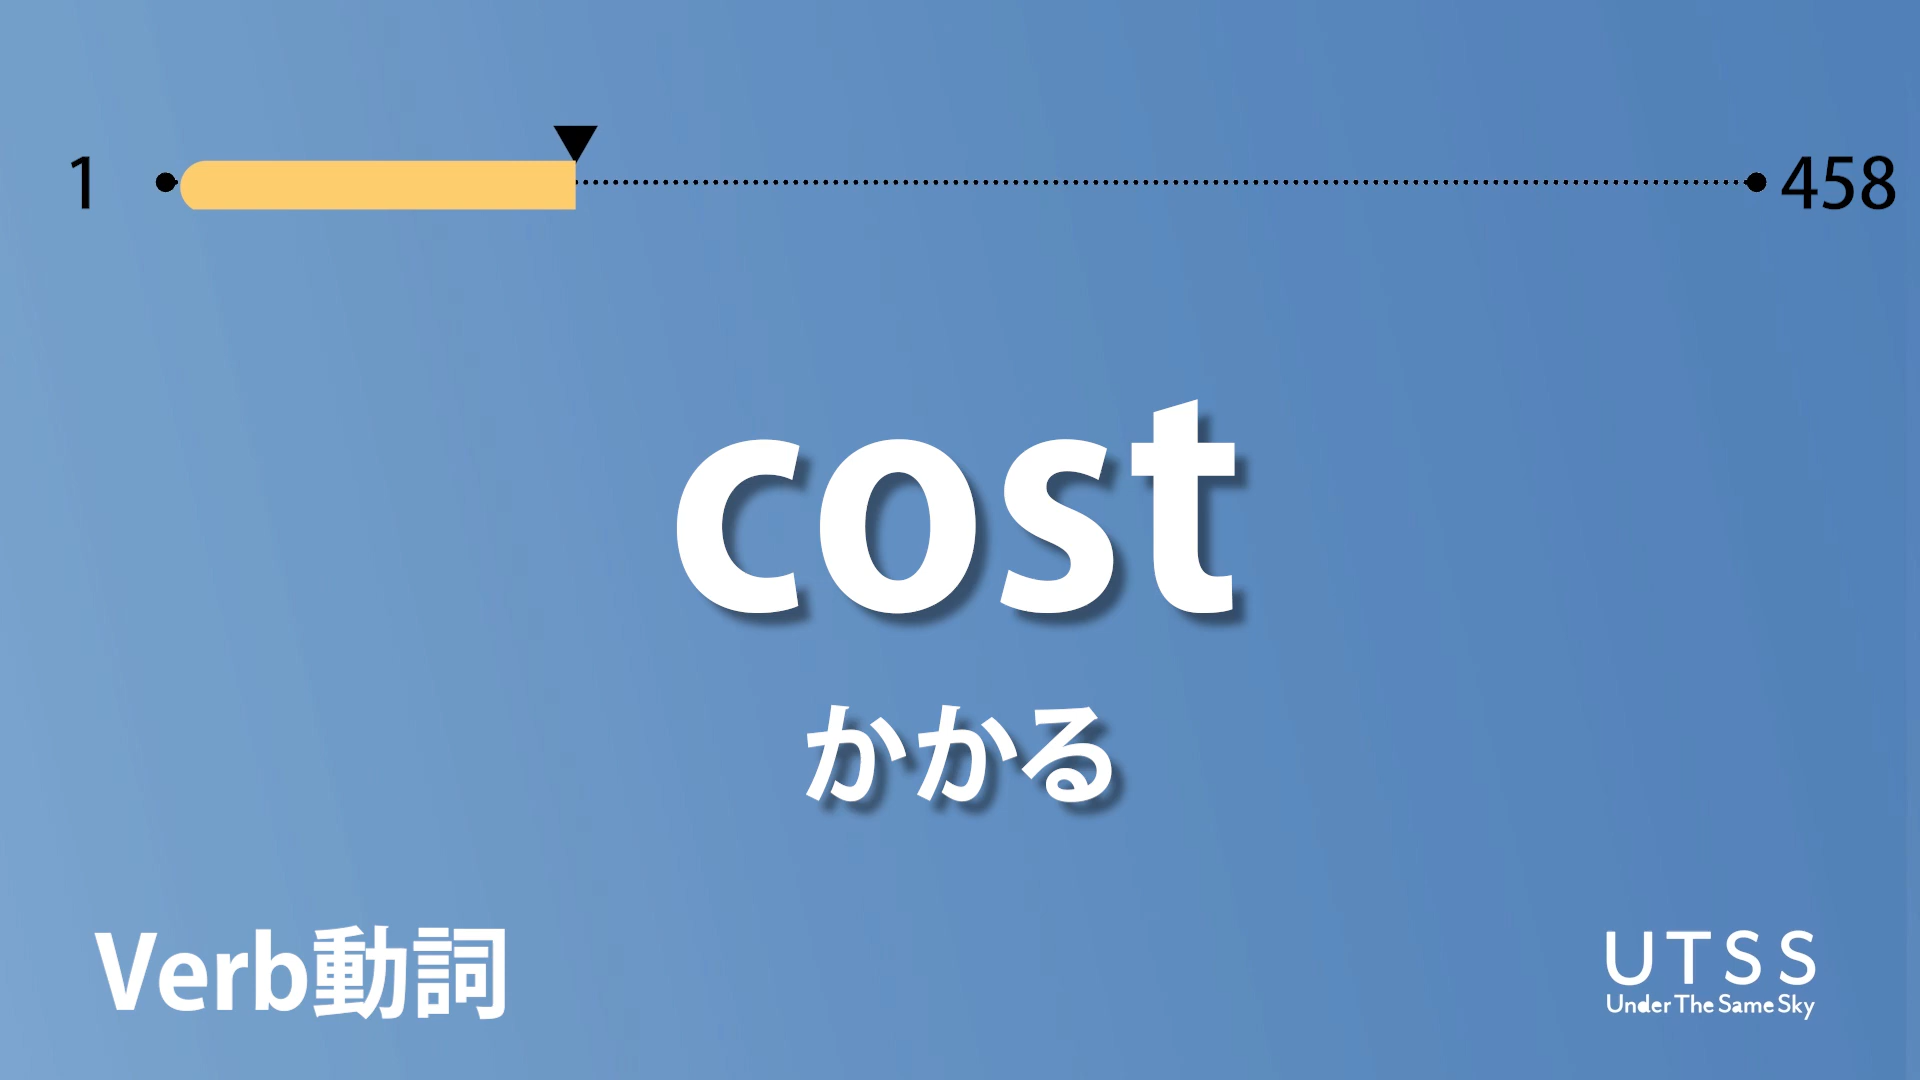 1
458
cost
かかる
Verb動詞
UTSS
Under The Same Sky